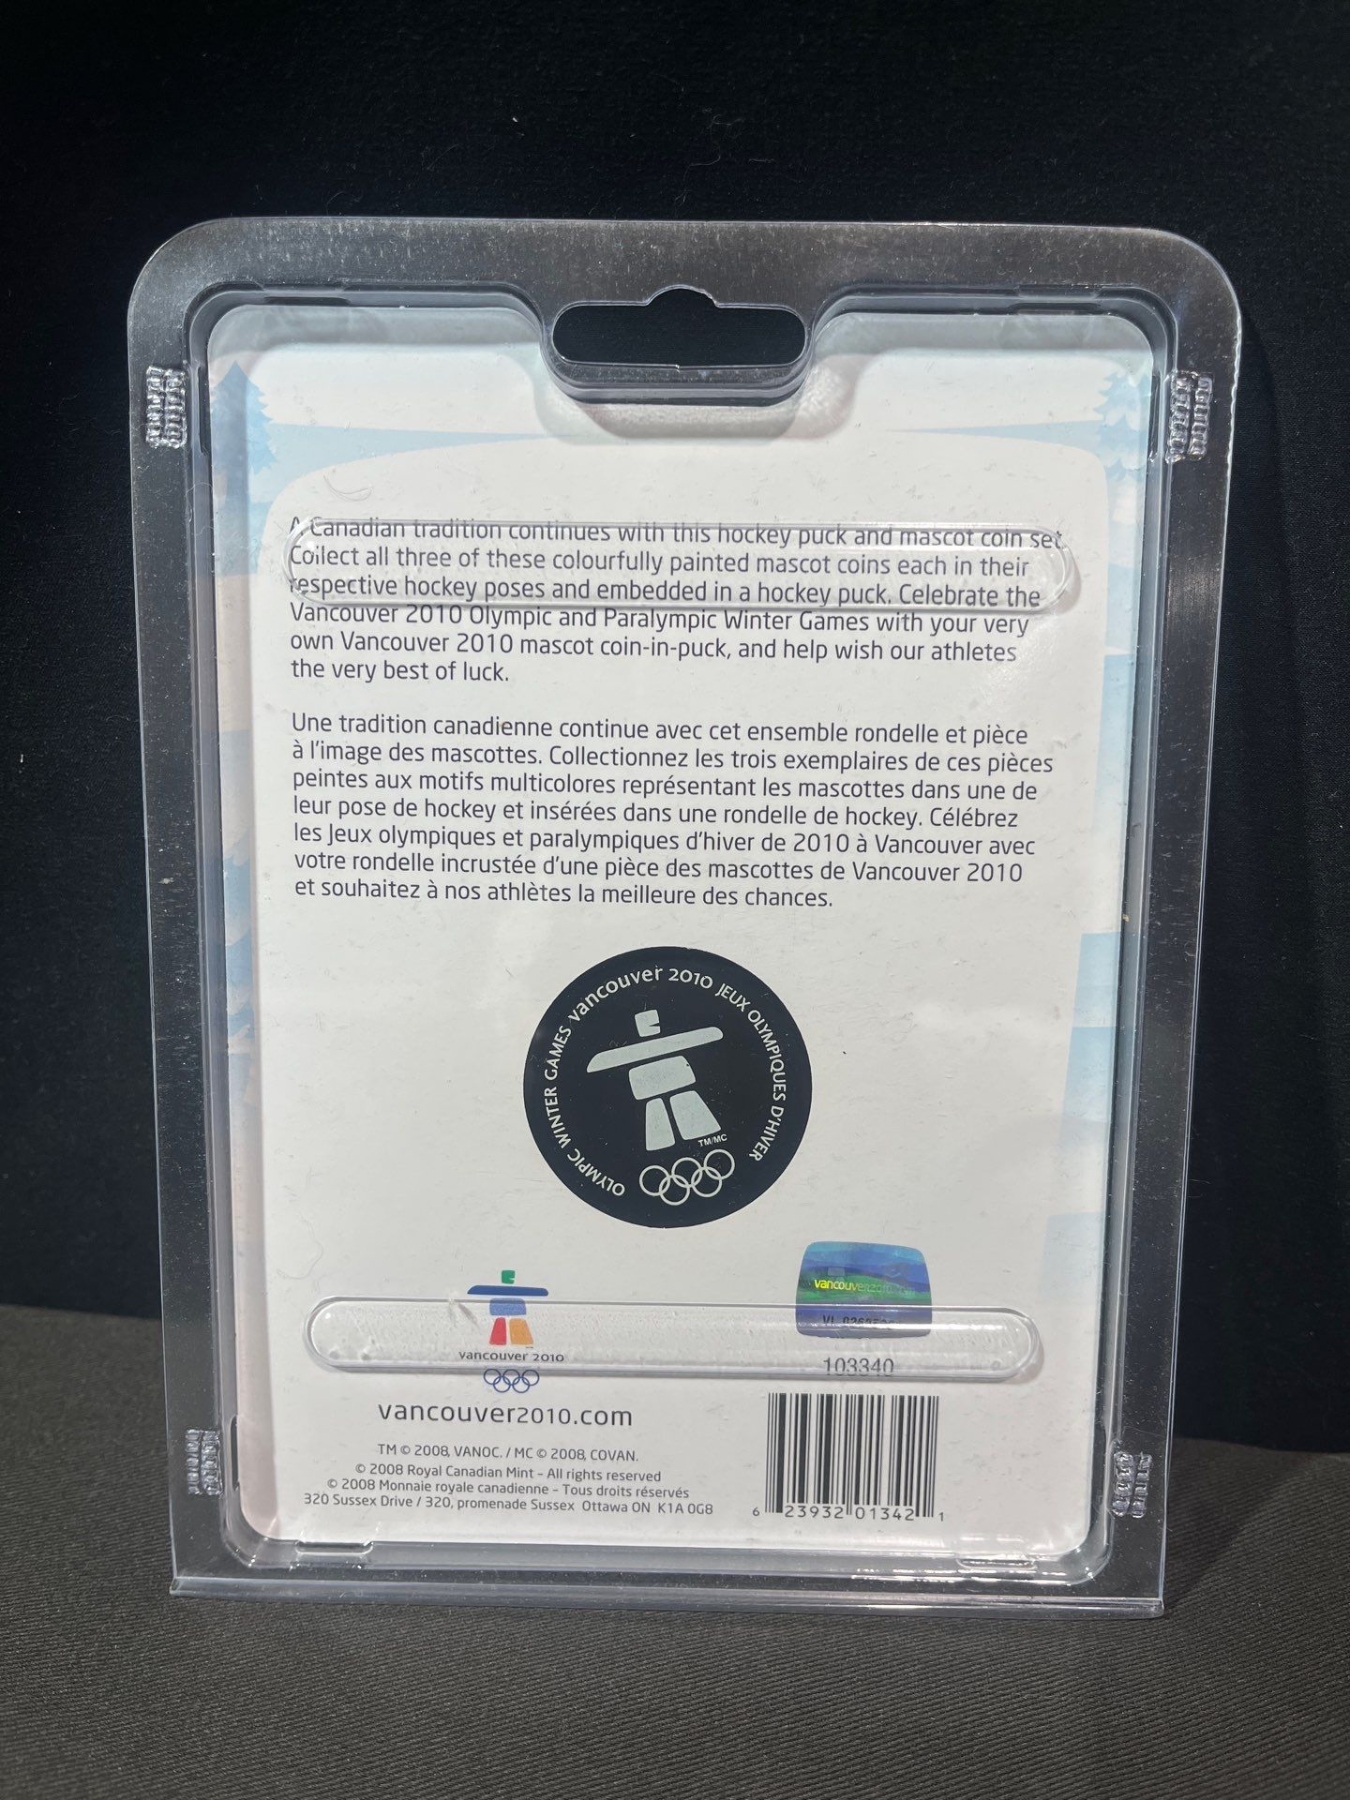 A Canadian tradition continues with this hockey puck and mascot coin set.
Collect all three of these colourfully painted mascot coins each in their
respective hockey poses and embedded in a hockey puck. Celebrate the
Vancouver 2010 Olympic and Paralympic Winter Games with your very
own Vancouver 2010 mascot coin-in-puck, and help wish our athletes
the very best of luck.
Une tradition canadienne continue avec cet ensemble rondelle et pièce
à l'image des mascottes. Collectionnez les trois exemplaires de ces pièces
peintes aux motifs multicolores représentant les mascottes dans une de
leur pose de hockey et insérées dans une rondelle de hockey. Célébrez
les Jeux olympiques et paralympiques d'hiver de 2010 à Vancouver avec
votre rondelle incrustée d'une pièce des mascottes de Vancouver 2010
et souhaitez à nos athlètes la meilleure des chances.
OLYMPIC WINTER GAMES vancouver 2010 JEUX OLYMPIQUES D'HIVER
TM/MC
vancouver2010
vancouver 2010
103340
vancouver2010.com
TM © 2008, VANOC. / MC © 2008, COVAN.
© 2008 Royal Canadian Mint – All rights reserved
© 2008 Monnaie royale canadienne – Tous droits réservés
320 Sussex Drive / 320, promenade Sussex Ottawa ON K1A 0G8
6 23932 01342 1